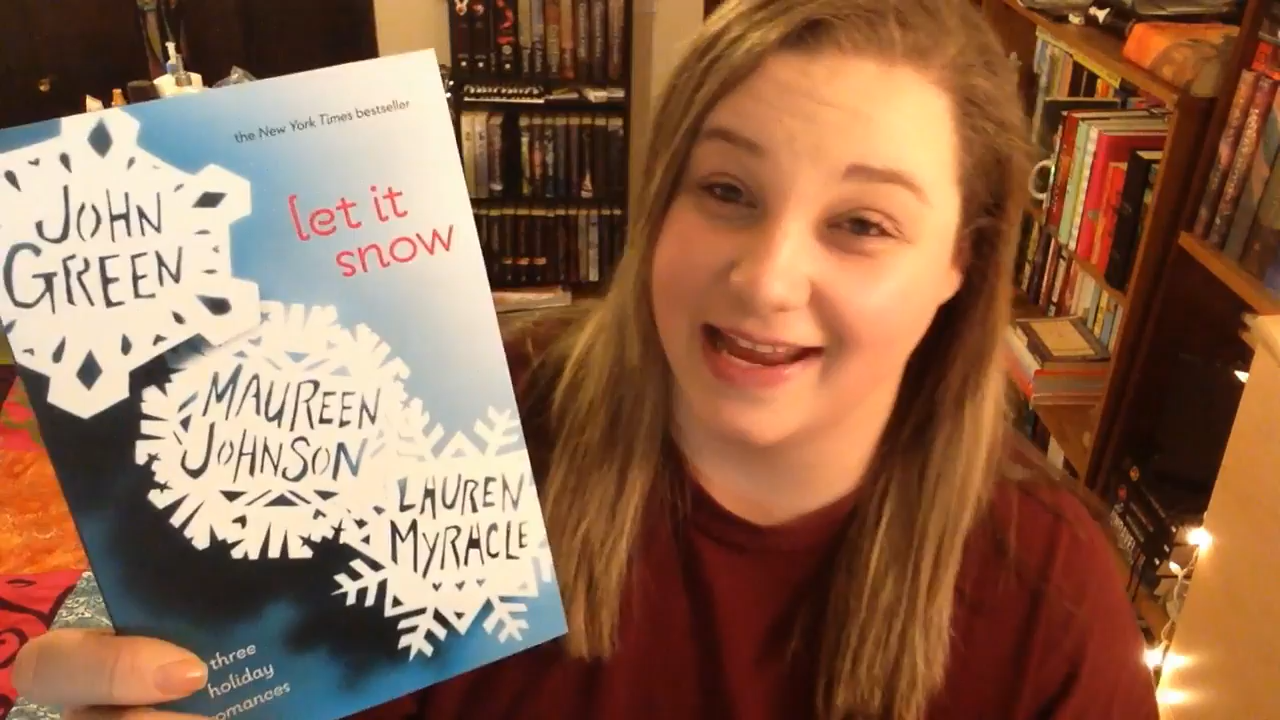 the New York Times bestseller
let it
snow
JOHN
GREEN
MAUREEN
JOHNSON
LAUREN
MYRACLE
three
holiday
romances